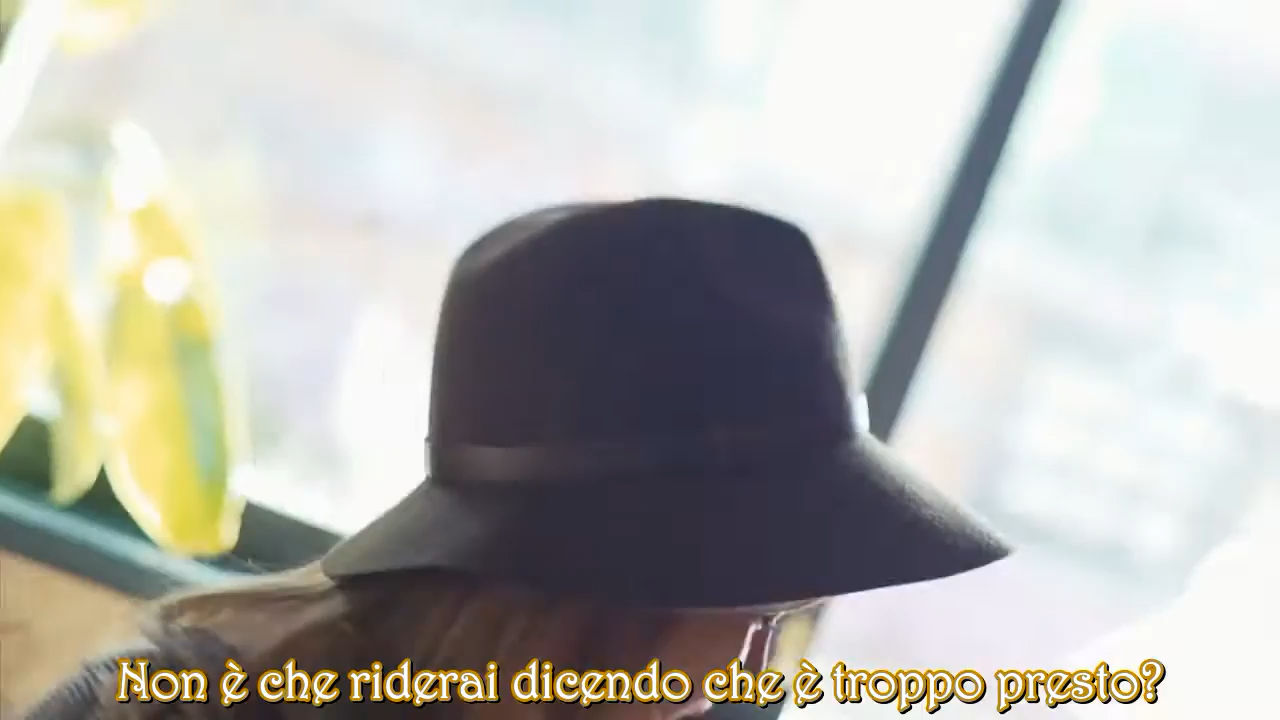 Non è che riderai dicendo che è troppo presto?